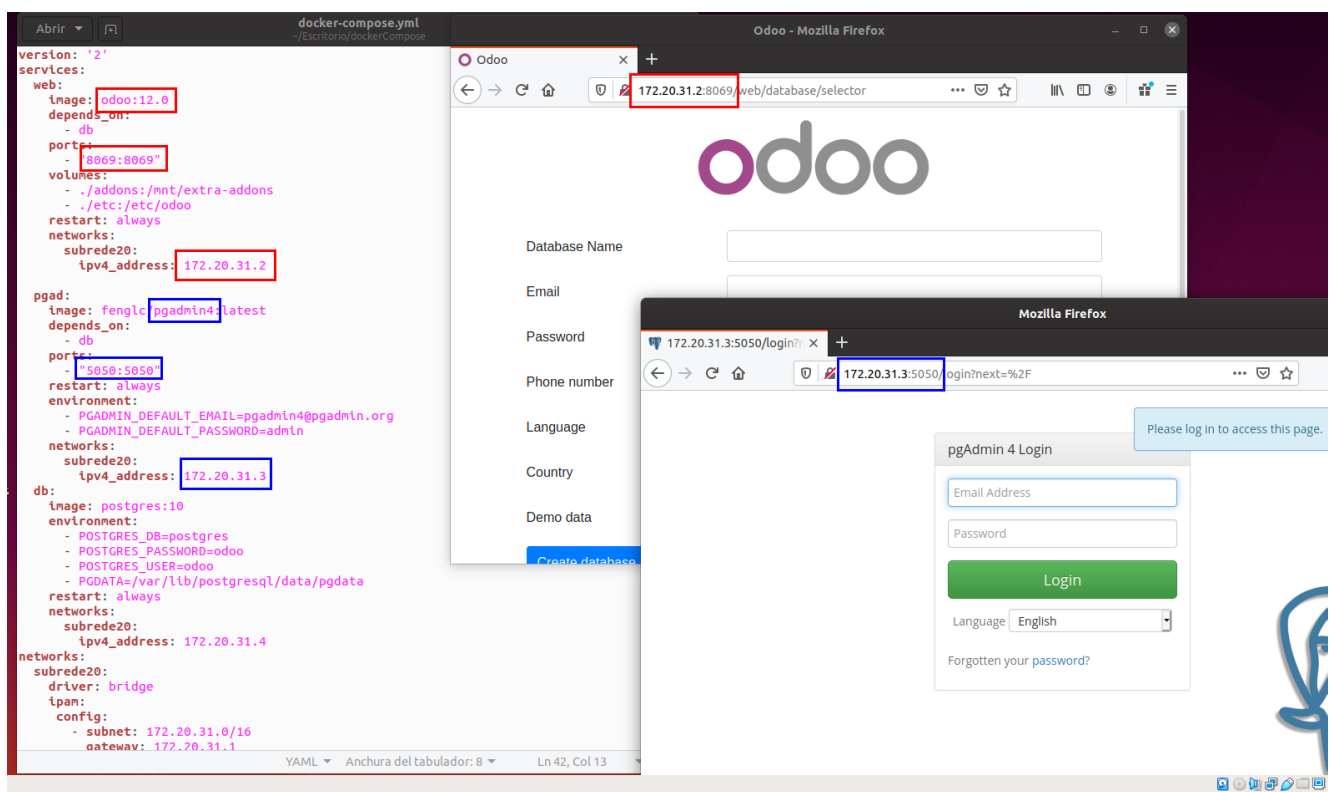 Abrir
docker-compose.yml
~/Escritorio/dockerCompose
version: '2'
services:
web:
image: odoo:12.0
depends_on:
- db
ports:
- "8069:8069"
volumes:
- ./addons:/mnt/extra-addons
- ./etc:/etc/odoo
restart: always
networks:
subrede20:
ipv4_address: 172.20.31.2
pgad:
image: fenglc/pgadmin4:latest
depends_on:
- db
ports:
- "5050:5050"
restart: always
environment:
- PGADMIN_DEFAULT_EMAIL=pgadmin4@pgadmin.org
- PGADMIN_DEFAULT_PASSWORD=admin
networks:
subrede20:
ipv4_address: 172.20.31.3
db:
image: postgres:10
environment:
- POSTGRES_DB=postgres
- POSTGRES_PASSWORD=odoo
- POSTGRES_USER=odoo
- PGDATA=/var/lib/postgresql/data/pgdata
restart: always
networks:
subrede20:
ipv4_address: 172.20.31.4
networks:
subrede20:
driver: bridge
ipam:
config:
- subnet: 172.20.31.0/16
gateway: 172.20.31.1
YAML Anchura del tabulador: 8 Ln 42, Col 13
Odoo - Mozilla Firefox
Odoo
172.20.31.2:8069/web/database/selector
odoo
Database Name
Email
Password
Phone number
Language
Country
Demo data
Create database
Mozilla Firefox
172.20.31.3:5050/login?
172.20.31.3:5050/login?next=%2F
Please log in to access this page.
pgAdmin 4 Login
Email Address
Password
Login
Language English
Forgotten your password?